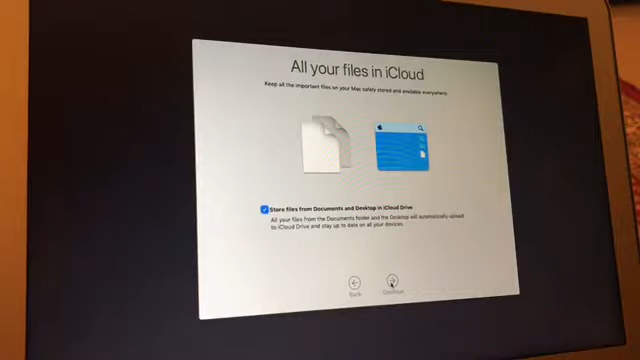 All your files in iCloud
Keep all the important files on your Mac safely stored and available everywhere.
Store files from Documents and Desktop in iCloud Drive
All your files from the Documents folder and the Desktop will automatically upload
to iCloud Drive and stay up to date on all your devices.
Back
Continue